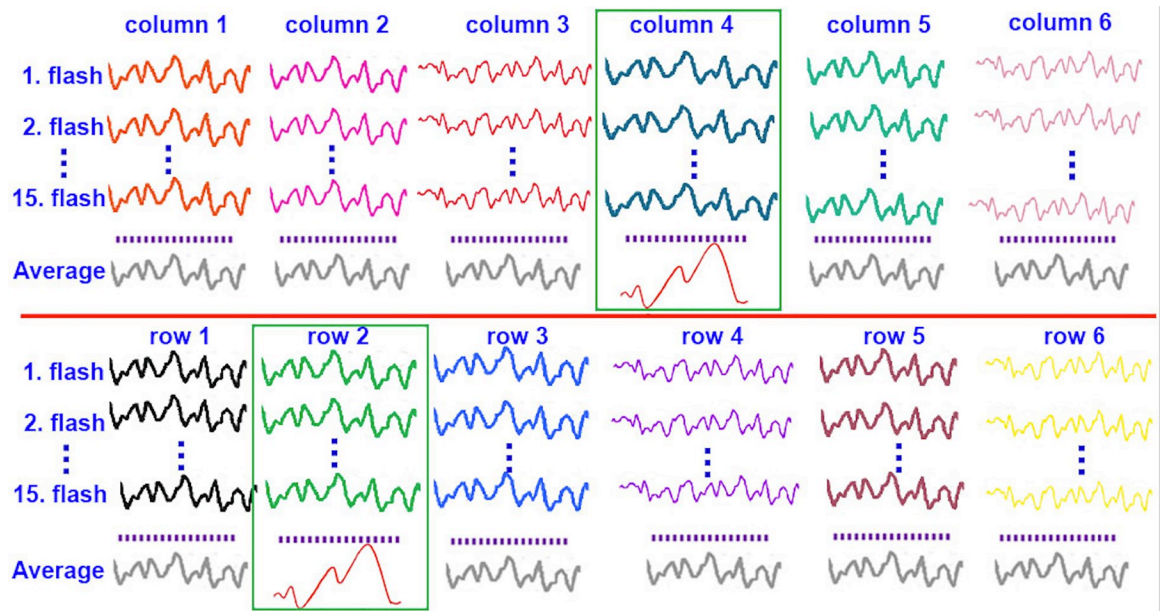 column 1 column 2 column 3 column 4 column 5 column 6
1. flash
2. flash
15. flash
Average
row 1 row 2 row 3 row 4 row 5 row 6
1. flash
2. flash
15. flash
Average